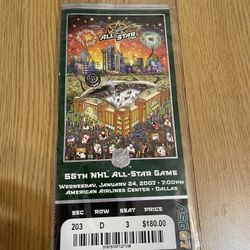 ALL-STAR
55TH NHL ALL-STAR GAME
WEDNESDAY, JANUARY 24, 2007 • 7:00PM
AMERICAN AIRLINES CENTER • DALLAS
SEC ROW SEAT PRICE
203 D 3 $180.00